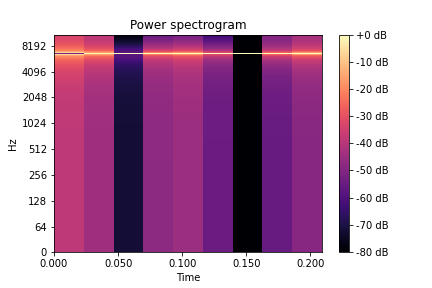 Power spectrogram
8192
4096
2048
1024
512
256
128
64
0
Hz
0.000 0.050 0.100 0.150 0.200
Time
+0 dB
-10 dB
-20 dB
-30 dB
-40 dB
-50 dB
-60 dB
-70 dB
-80 dB